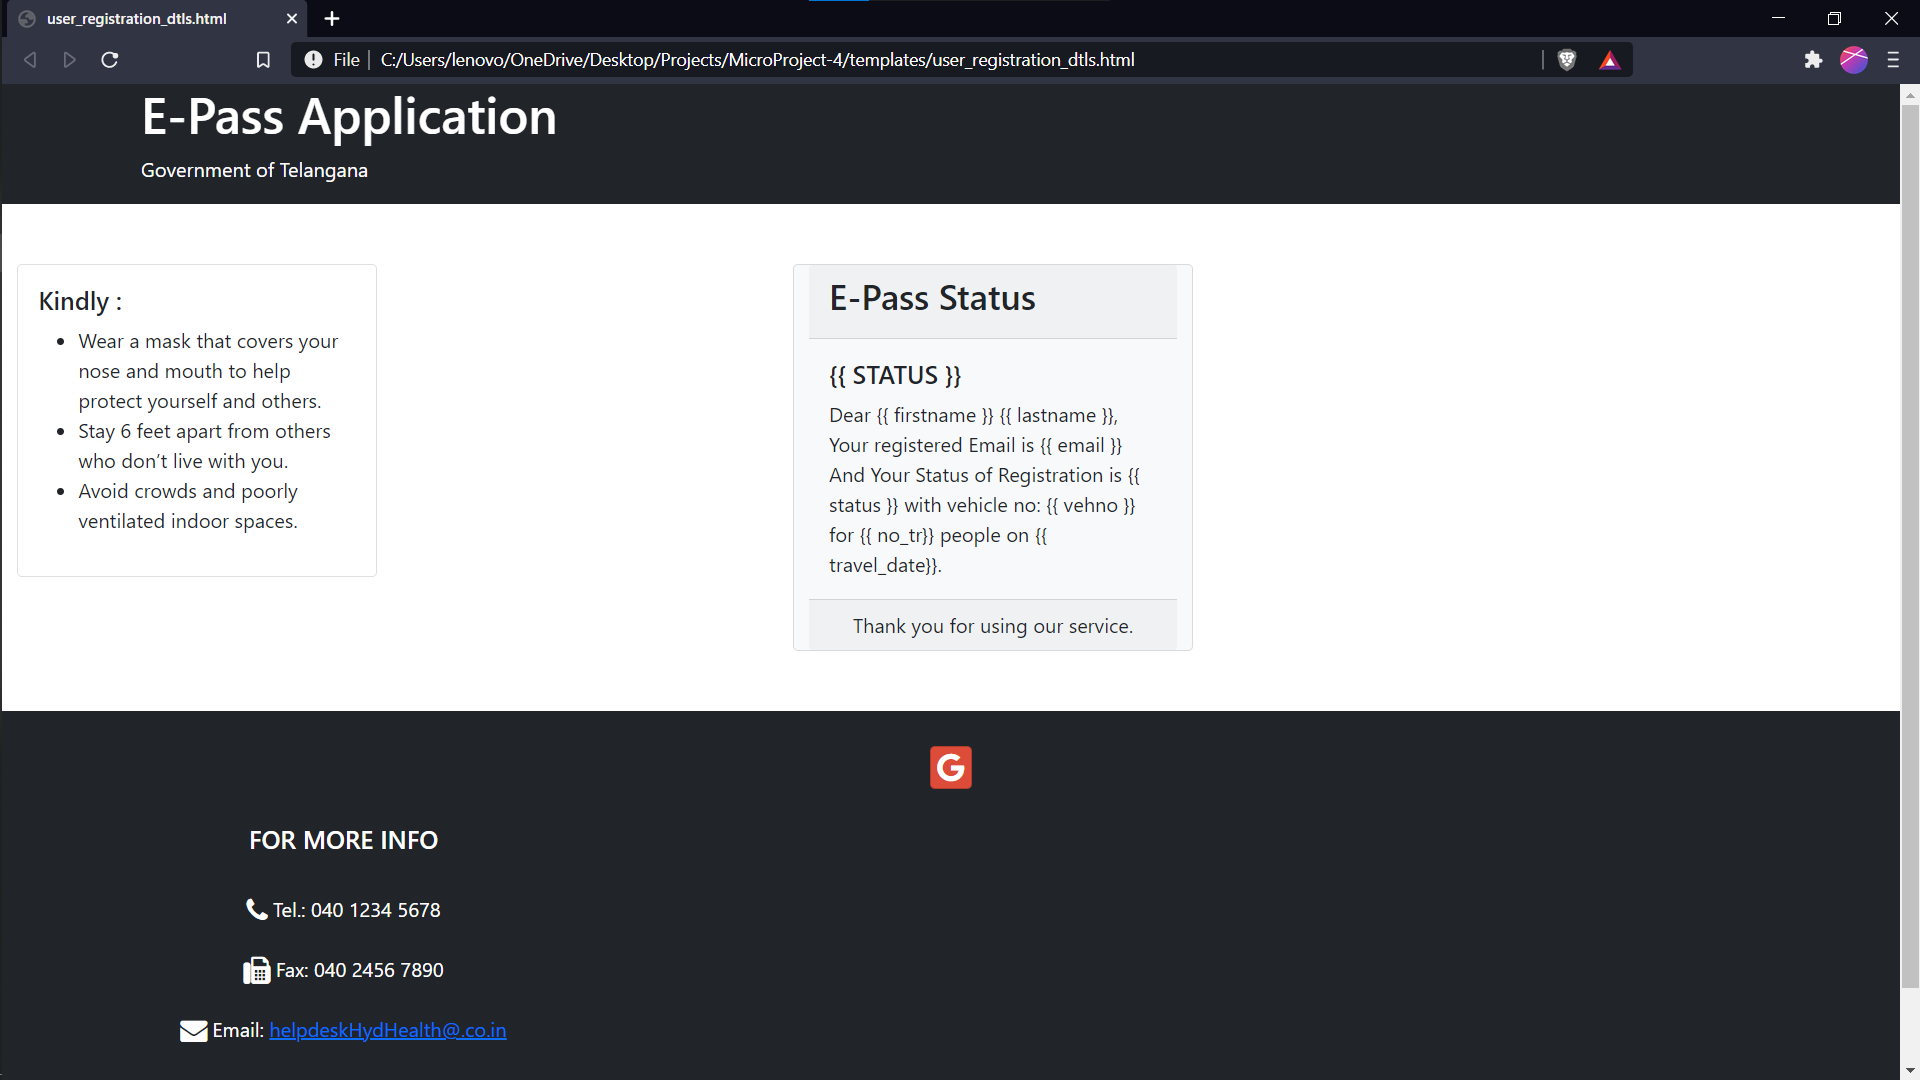 user_registration_dtls.html
File
C:/Users/lenovo/OneDrive/Desktop/Projects/MicroProject-4/templates/user_registration_dtls.html
E-Pass Application
Government of Telangana
Kindly :
Wear a mask that covers your
nose and mouth to help
protect yourself and others.
Stay 6 feet apart from others
who don’t live with you.
Avoid crowds and poorly
ventilated indoor spaces.
E-Pass Status
{{ STATUS }}
Dear {{ firstname }} {{ lastname }},
Your registered Email is {{ email }}
And Your Status of Registration is {{
status }} with vehicle no: {{ vehno }}
for {{ no_tr}} people on {{
travel_date}}.
Thank you for using our service.
G
FOR MORE INFO
Tel.: 040 1234 5678
Fax: 040 2456 7890
Email: helpdeskHydHealth@.co.in